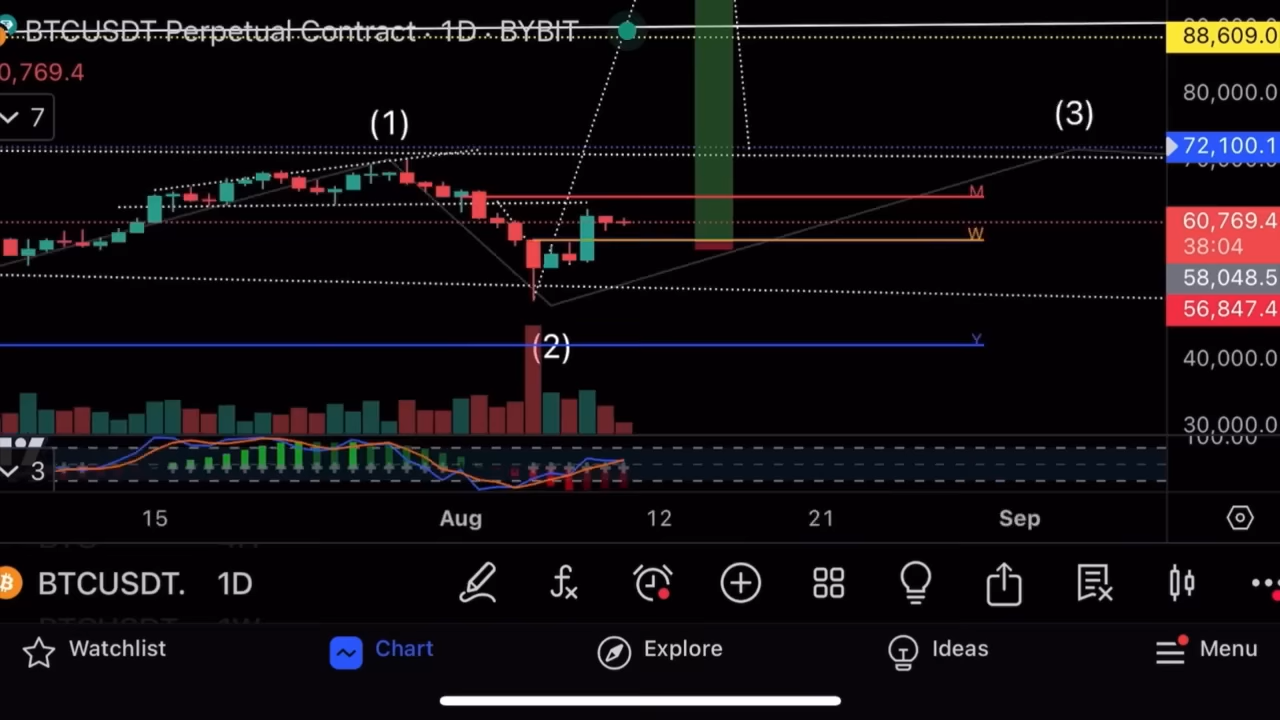 BTCUSDT Perpetual Contract · 1D · BYBIT
88,609.0
0,769.4
80,000.0
7
(1)
(3)
72,100.1
M
60,769.4
38:04
W
58,048.5
56,847.4
(2)
Y
40,000.0
30,000.0
100.00
3
15
Aug
12
21
Sep
BTCUSDT. 1D
Watchlist
Chart
Explore
Ideas
Menu